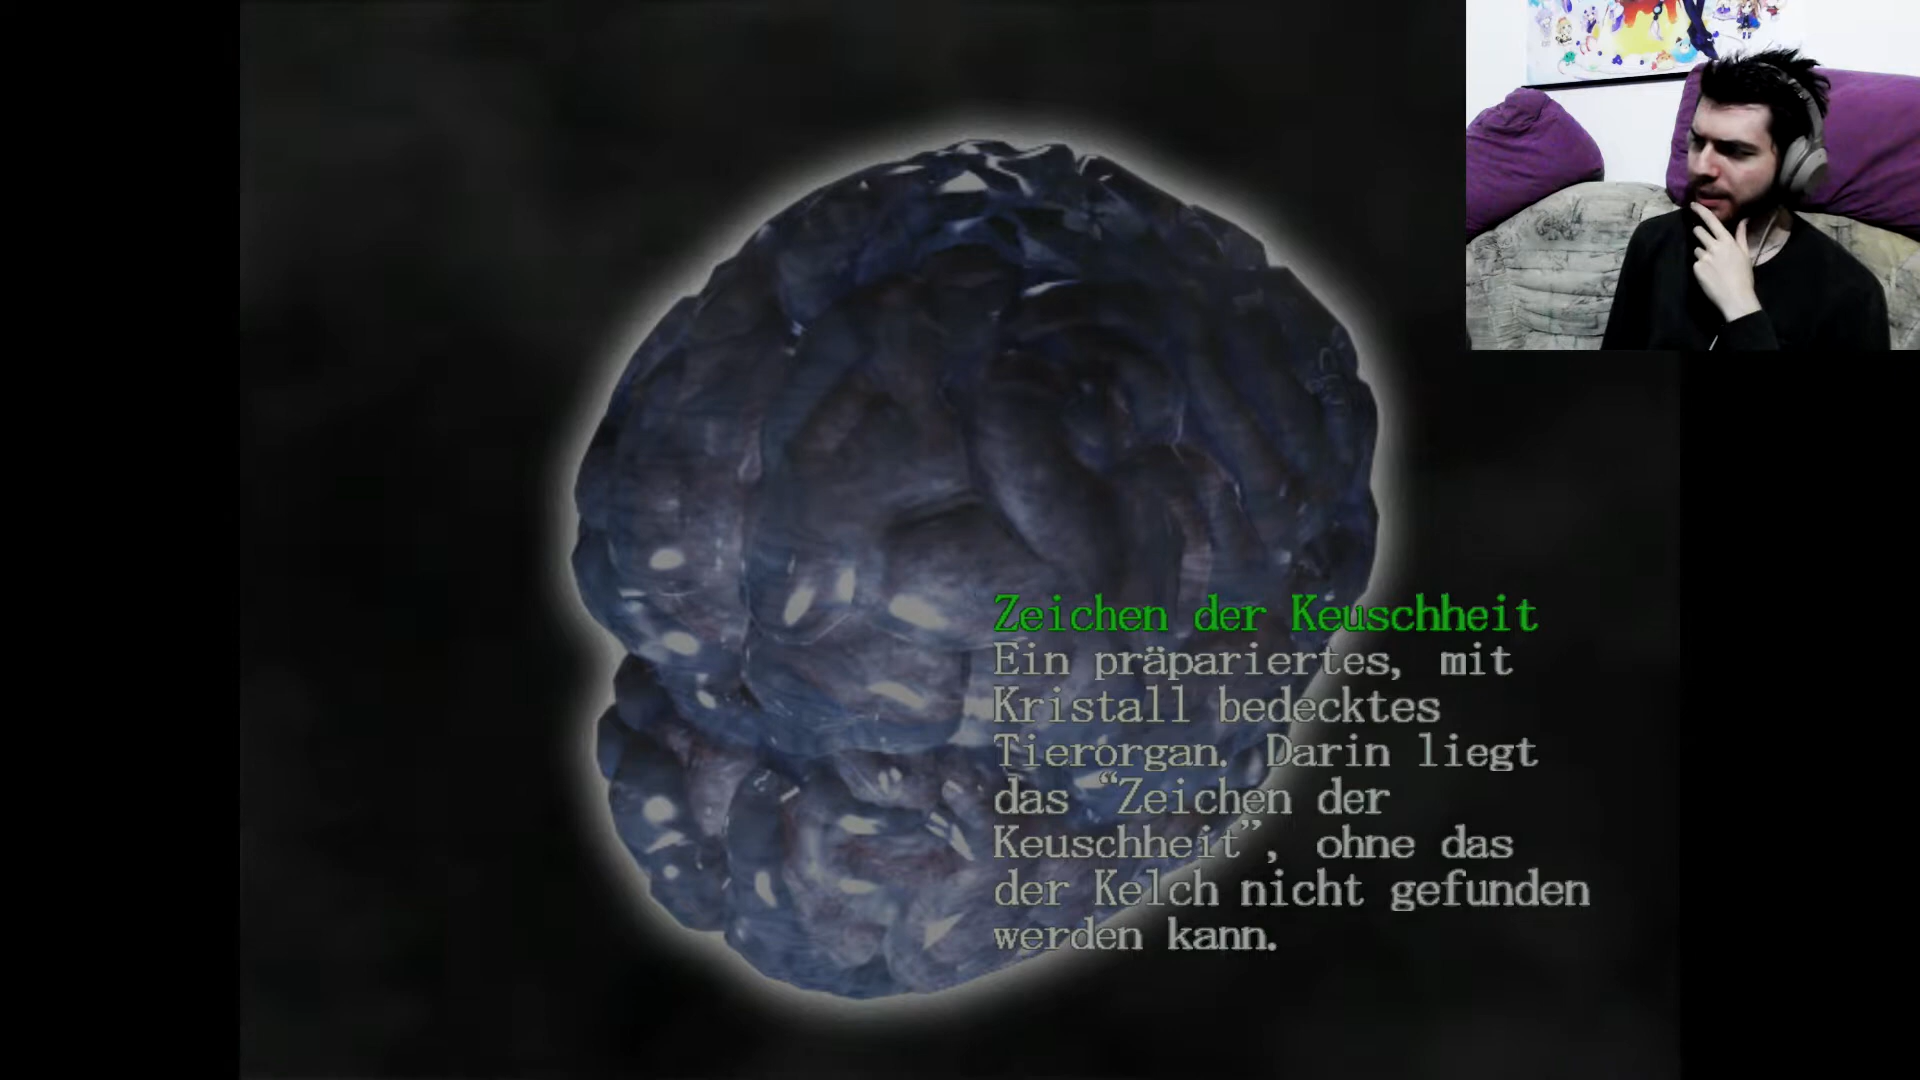 Zeichen der Keuschheit
Ein präpariertes, mit
Kristall bedecktes
Tierorgan. Darin liegt
das “Zeichen der
Keuschheit”, ohne das
der Kelch nicht gefunden
werden kann.